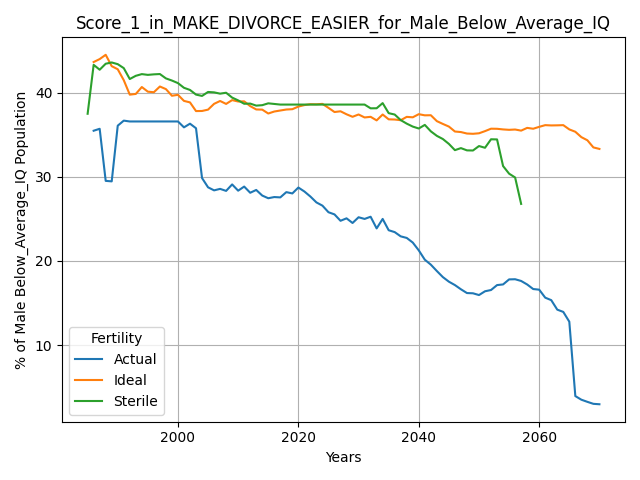 Score_1_in_MAKE_DIVORCE_EASIER_for_Male_Below_Average_IQ
% of Male Below_Average_IQ Population
40
30
20
10
Fertility
Actual
Ideal
Sterile
2000 2020 2040 2060
Years